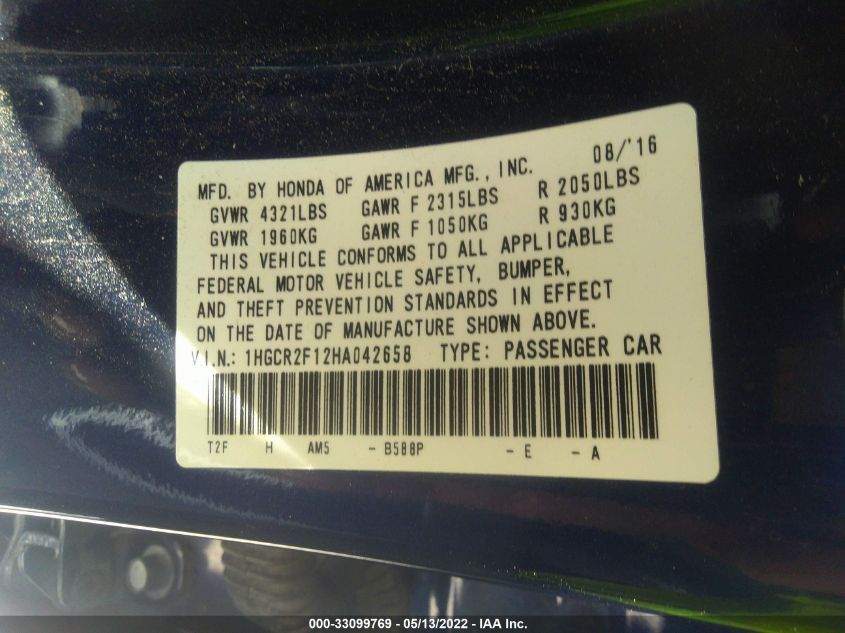 MFD. BY HONDA OF AMERICA MFG., INC. 08/'16
GVWR 4321LBS GAWR F 2315LBS R 2050LBS
GVWR 1960KG GAWR F 1050KG R 930KG
THIS VEHICLE CONFORMS TO ALL APPLICABLE
FEDERAL MOTOR VEHICLE SAFETY, BUMPER,
AND THEFT PREVENTION STANDARDS IN EFFECT
ON THE DATE OF MANUFACTURE SHOWN ABOVE.
V.I.N.: 1HGCR2F12HA042658 TYPE: PASSENGER CAR
T2F H AM5 - B588P - E - A
000-33099769 — 05/13/2022 — IAA Inc.